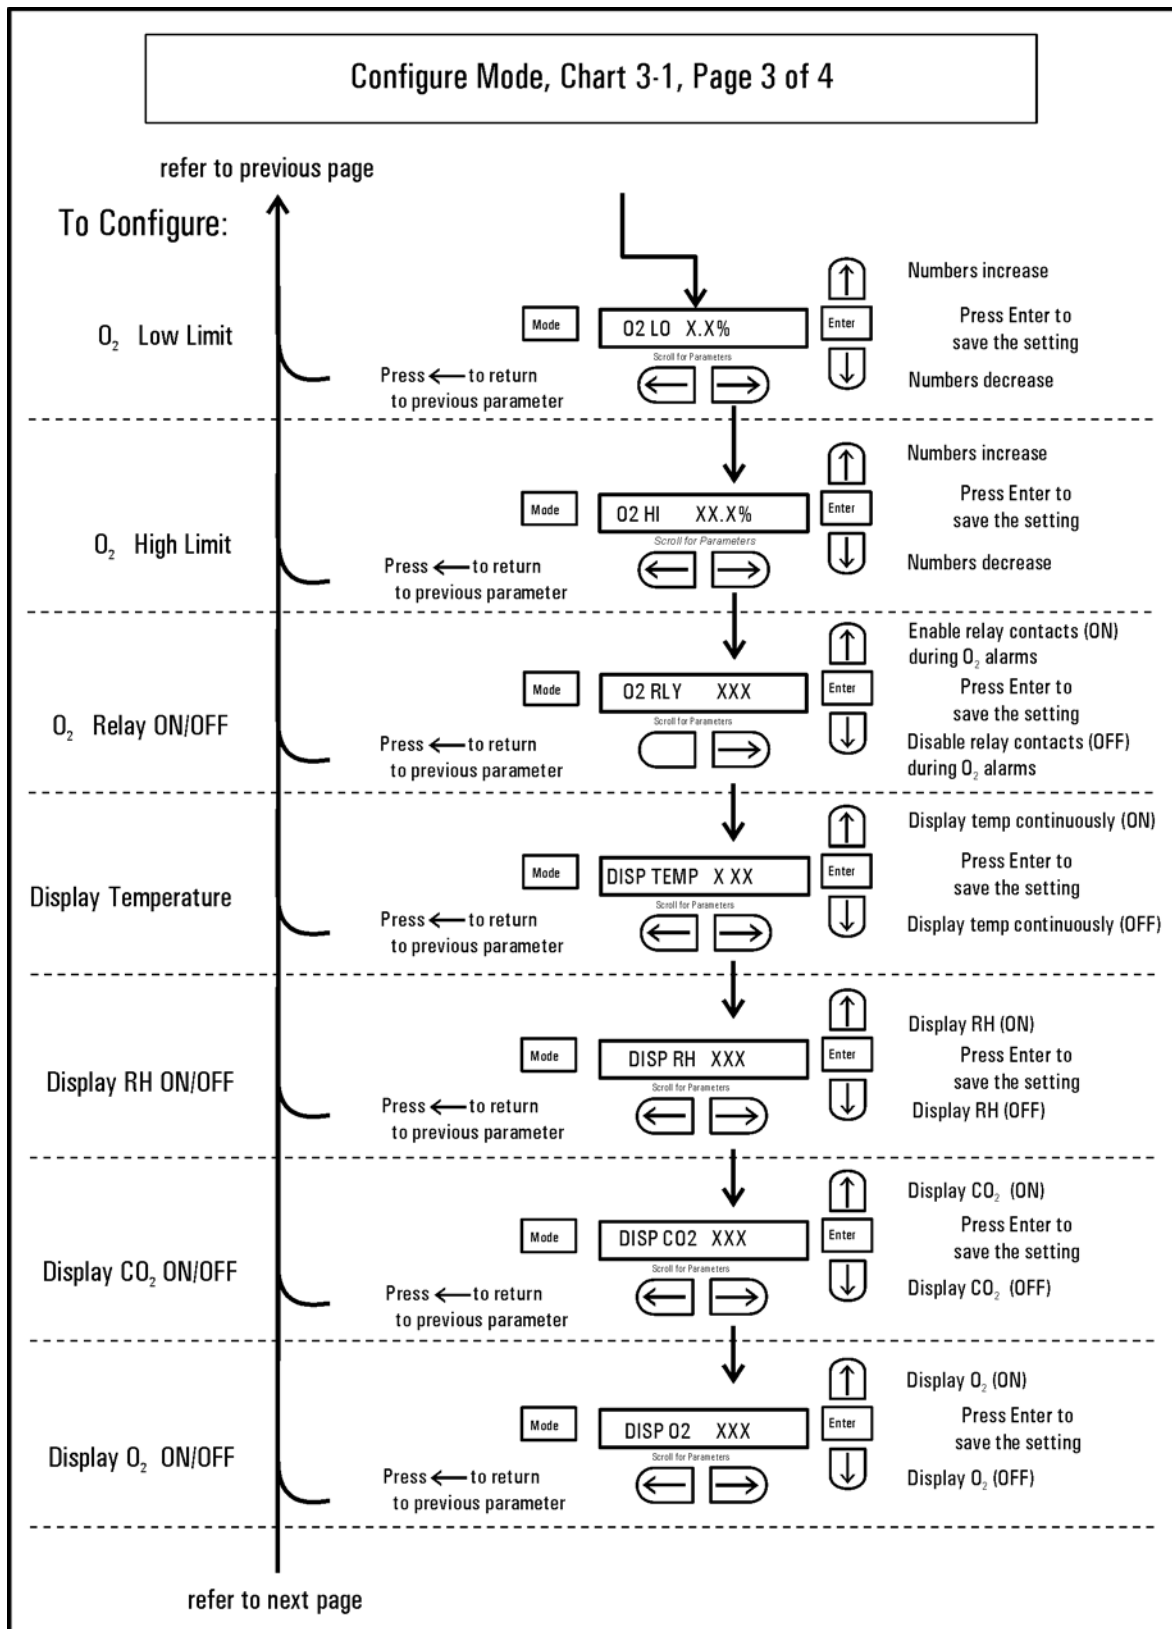 Configure Mode, Chart 3-1, Page 3 of 4
refer to previous page
To Configure:
O₂ Low Limit
Mode
O2 LO X.X%
Scroll for Parameters
Press ← to return
to previous parameter
↑
Enter
↓
Numbers increase
Press Enter to
save the setting
Numbers decrease
O₂ High Limit
Mode
O2 HI XX.X%
Scroll for Parameters
Press ← to return
to previous parameter
Enter
Numbers increase
Press Enter to
save the setting
Numbers decrease
O₂ Relay ON/OFF
Mode
O2 RLY XXX
Scroll for Parameters
Press ← to return
to previous parameter
Enter
Enable relay contacts (ON)
during O₂ alarms
Press Enter to
save the setting
Disable relay contacts (OFF)
during O₂ alarms
Display Temperature
Mode
DISP TEMP X XX
Scroll for Parameters
Press ← to return
to previous parameter
Enter
Display temp continuously (ON)
Press Enter to
save the setting
Display temp continuously (OFF)
Display RH ON/OFF
Mode
DISP RH XXX
Scroll for Parameters
Press ← to return
to previous parameter
Enter
Display RH (ON)
Press Enter to
save the setting
Display RH (OFF)
Display CO₂ ON/OFF
Mode
DISP CO2 XXX
Scroll for Parameters
Press ← to return
to previous parameter
Enter
Display CO₂ (ON)
Press Enter to
save the setting
Display CO₂ (OFF)
Display O₂ ON/OFF
Mode
DISP O2 XXX
Scroll for Parameters
Press ← to return
to previous parameter
Enter
Display O₂ (ON)
Press Enter to
save the setting
Display O₂ (OFF)
refer to next page